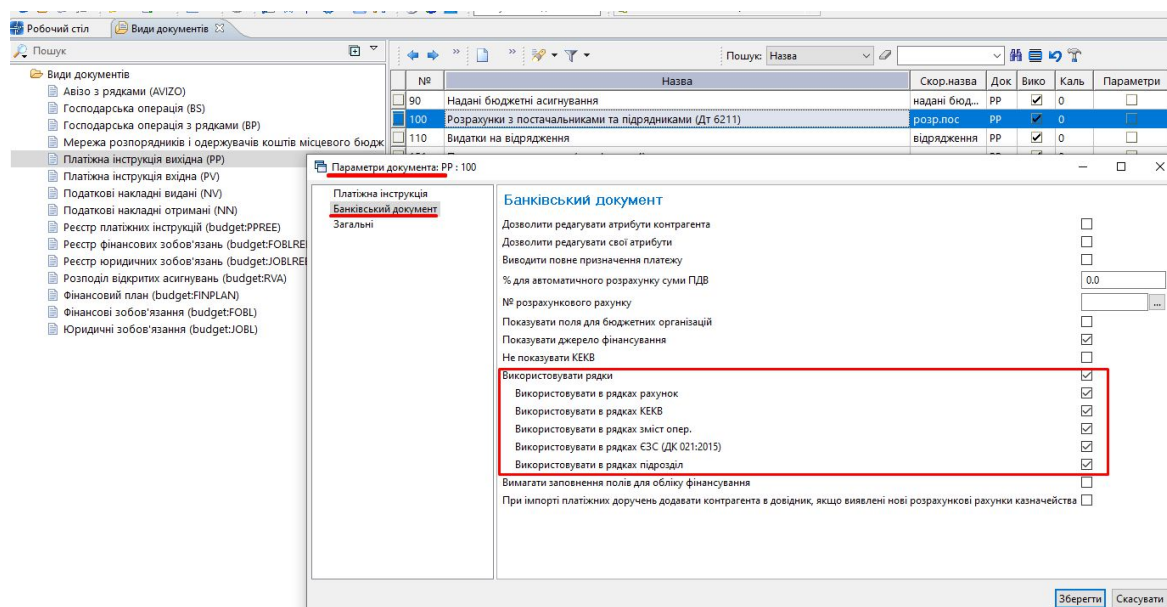 Робочий стіл
Види документів
Пошук
Види документів
Авізо з рядками (AVIZO)
Господарська операція (BS)
Господарська операція з рядками (BP)
Мережа розпорядників і одержувачів коштів місцевого бюдж
Платіжна інструкція вихідна (PP)
Платіжна інструкція вхідна (PV)
Податкові накладні видані (NV)
Податкові накладні отримані (NN)
Реєстр платіжних інструкцій (budget:PPREE)
Реєстр фінансових зобов'язань (budget:FOBLRE
Реєстр юридичних зобов'язань (budget:JOBLREI
Розподіл відкритих асигнувань (budget:RVA)
Фінансовий план (budget:FINPLAN)
Фінансові зобов'язання (budget:FOBL)
Юридичні зобов'язання (budget:JOBL)
Пошук: Назва
№ Назва Скор.назва Док Вико Каль Параметри
90 Надані бюджетні асигнування надані бюд... PP 0
100 Розрахунки з постачальниками та підрядниками (Дт 6211) розр.пос PP 0
110 Видатки на відрядження відрядження PP 0
Параметри документа: PP : 100
Платіжна інструкція
Банківський документ
Загальні
Банківський документ
Дозволити редагувати атрибути контрагента
Дозволити редагувати свої атрибути
Виводити повне призначення платежу
% для автоматичного розрахунку суми ПДВ 0.0
№ розрахункового рахунку ...
Показувати поля для бюджетних організацій
Показувати джерело фінансування
Не показувати КЕКВ
Використовувати рядки
Використовувати в рядках рахунок
Використовувати в рядках КЕКВ
Використовувати в рядках зміст опер.
Використовувати в рядках ЄЗС (ДК 021:2015)
Використовувати в рядках підрозділ
Вимагати заповнення полів для обліку фінансування
При імпорті платіжних доручень додавати контрагента в довідник, якщо виявлені нові розрахункові рахунки казначейства
Зберегти Скасувати